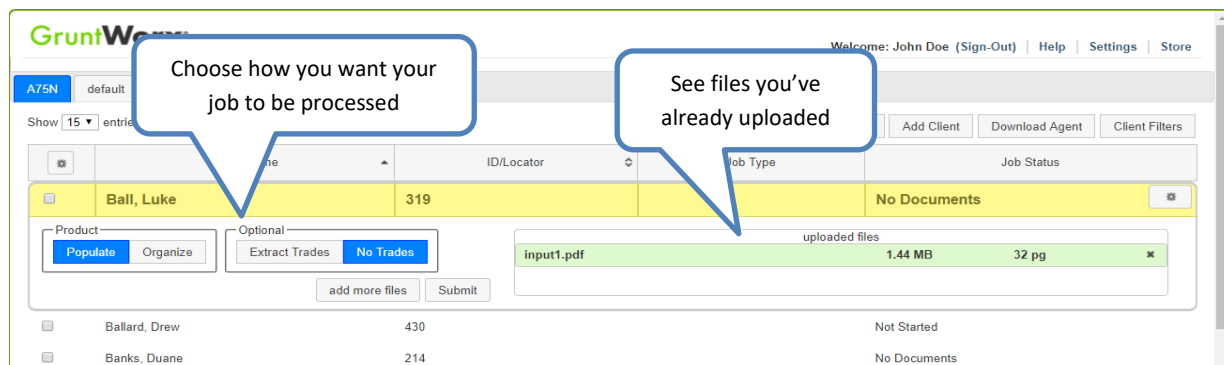 GruntWorx
Welcome: John Doe (Sign-Out) | Help | Settings | Store
Choose how you want your
job to be processed
See files you've
already uploaded
A75N default
Show 15 entrie
Add Client Download Agent Client Filters
ID/Locator Job Type Job Status
Ball, Luke 319 No Documents
Product Optional uploaded files
Populate Organize Extract Trades No Trades
input1.pdf 1.44 MB 32 pg
add more files Submit
Ballard, Drew 430 Not Started
Banks, Duane 214 No Documents